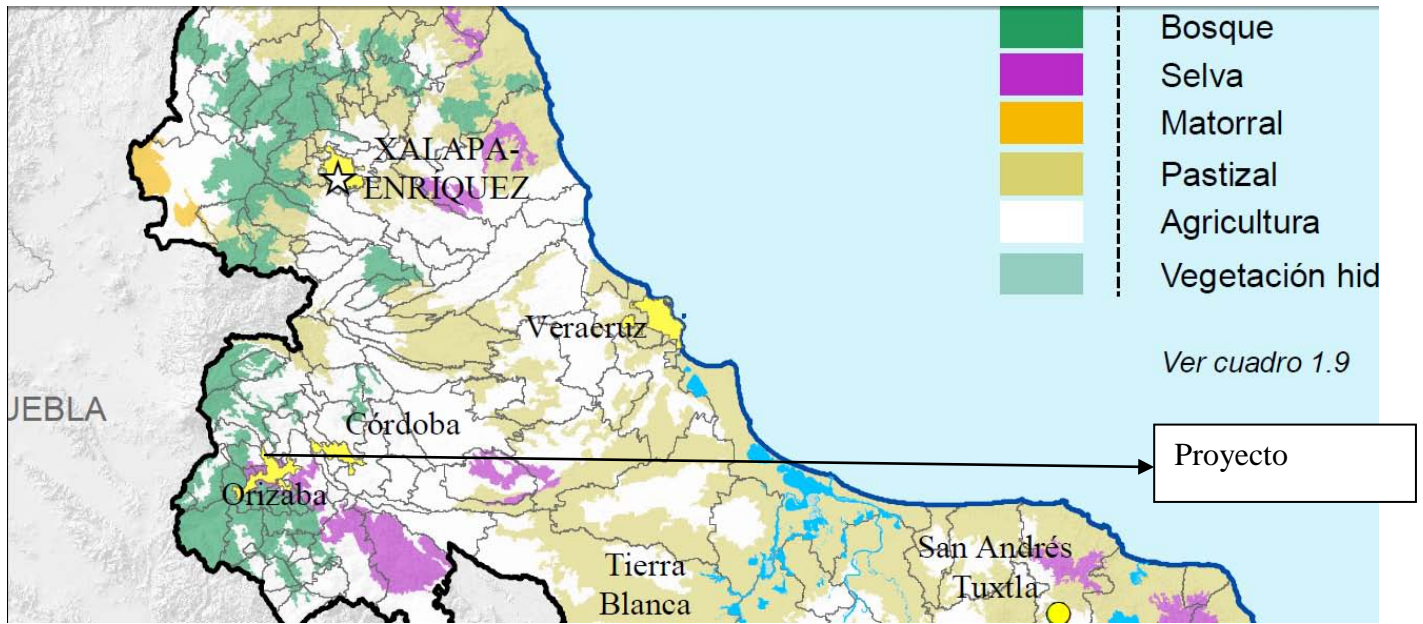 Bosque
Selva
Matorral
Pastizal
Agricultura
Vegetación hid
Ver cuadro 1.9
XALAPA-
ENRÍQUEZ
Veracruz
UEBLA
Córdoba
Orizaba
Proyecto
Tierra
Blanca
San Andrés
Tuxtla